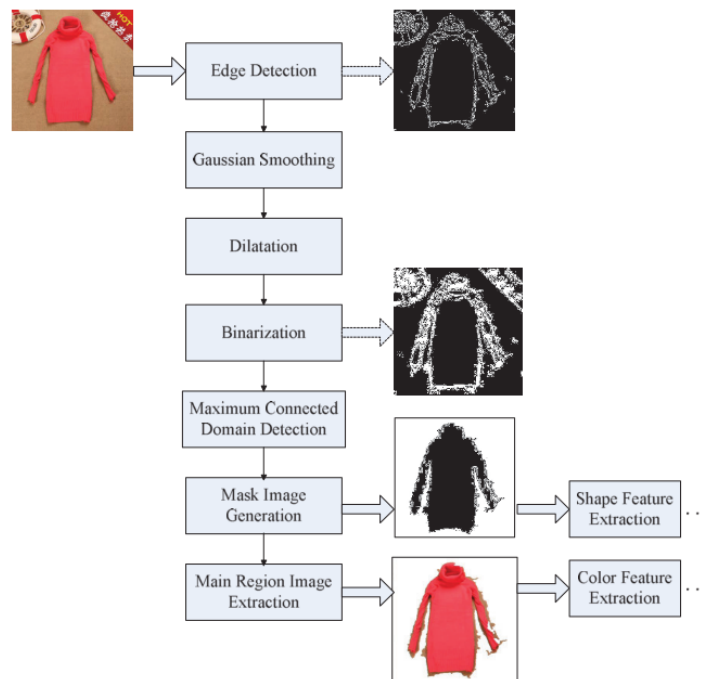 HOT
Edge Detection
Gaussian Smoothing
Dilatation
Binarization
Maximum Connected
Domain Detection
Mask Image
Generation
Shape Feature
Extraction
. .
Main Region Image
Extraction
Color Feature
Extraction
. .